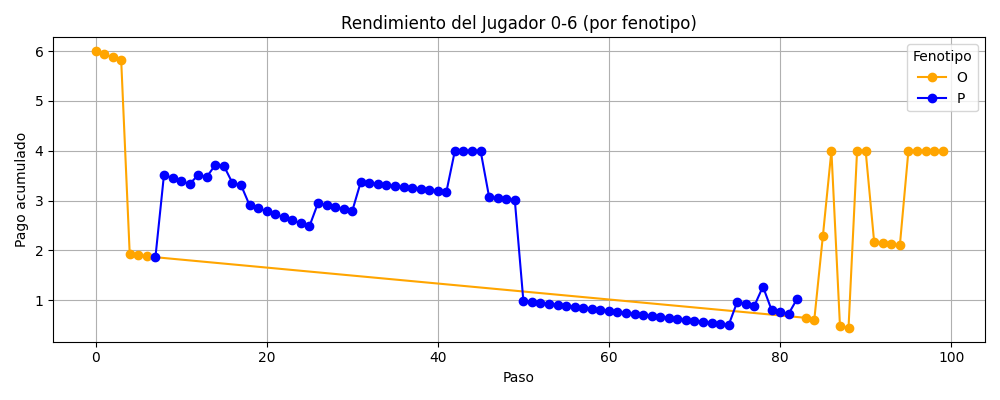 Rendimiento del Jugador 0-6 (por fenotipo)
Pago acumulado
6
5
4
3
2
1
Fenotipo
O
P
0 20 40 60 80 100
Paso